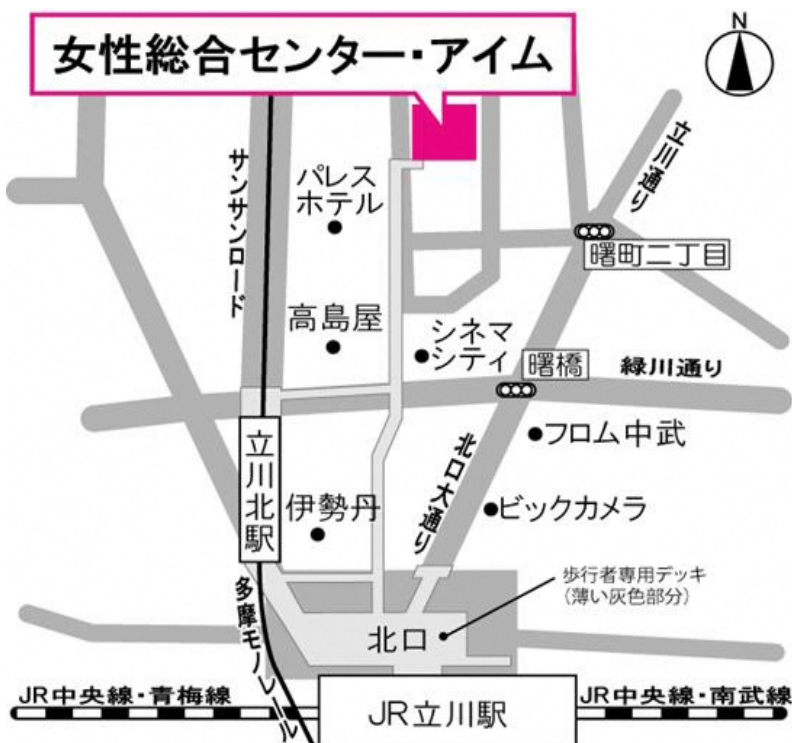 女性総合センター・アイム
N
サンサンロード
パレス
ホテル
立川通り
曙町二丁目
高島屋
シネマ
シティ
曙橋
緑川通り
立川北駅
北口大通り
フロム中武
伊勢丹
ビックカメラ
歩行者専用デッキ
(薄い灰色部分)
多摩モノレール
北口
JR中央線・青梅線
JR立川駅
JR中央線・南武線